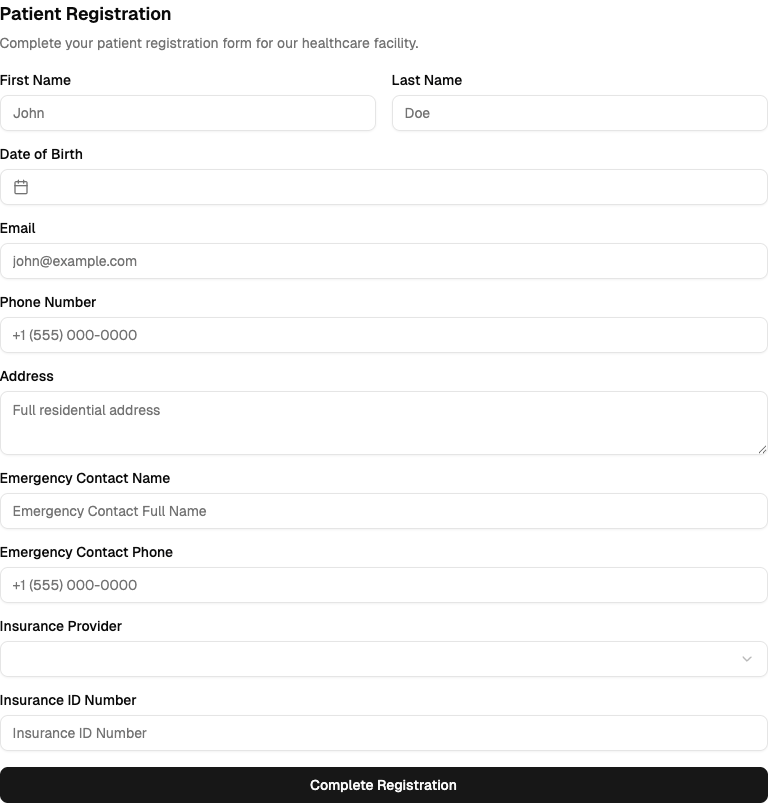 Patient Registration
Complete your patient registration form for our healthcare facility.
First Name
Last Name
John
Doe
Date of Birth
Email
john@example.com
Phone Number
+1 (555) 000-0000
Address
Full residential address
Emergency Contact Name
Emergency Contact Full Name
Emergency Contact Phone
+1 (555) 000-0000
Insurance Provider
Insurance ID Number
Insurance ID Number
Complete Registration